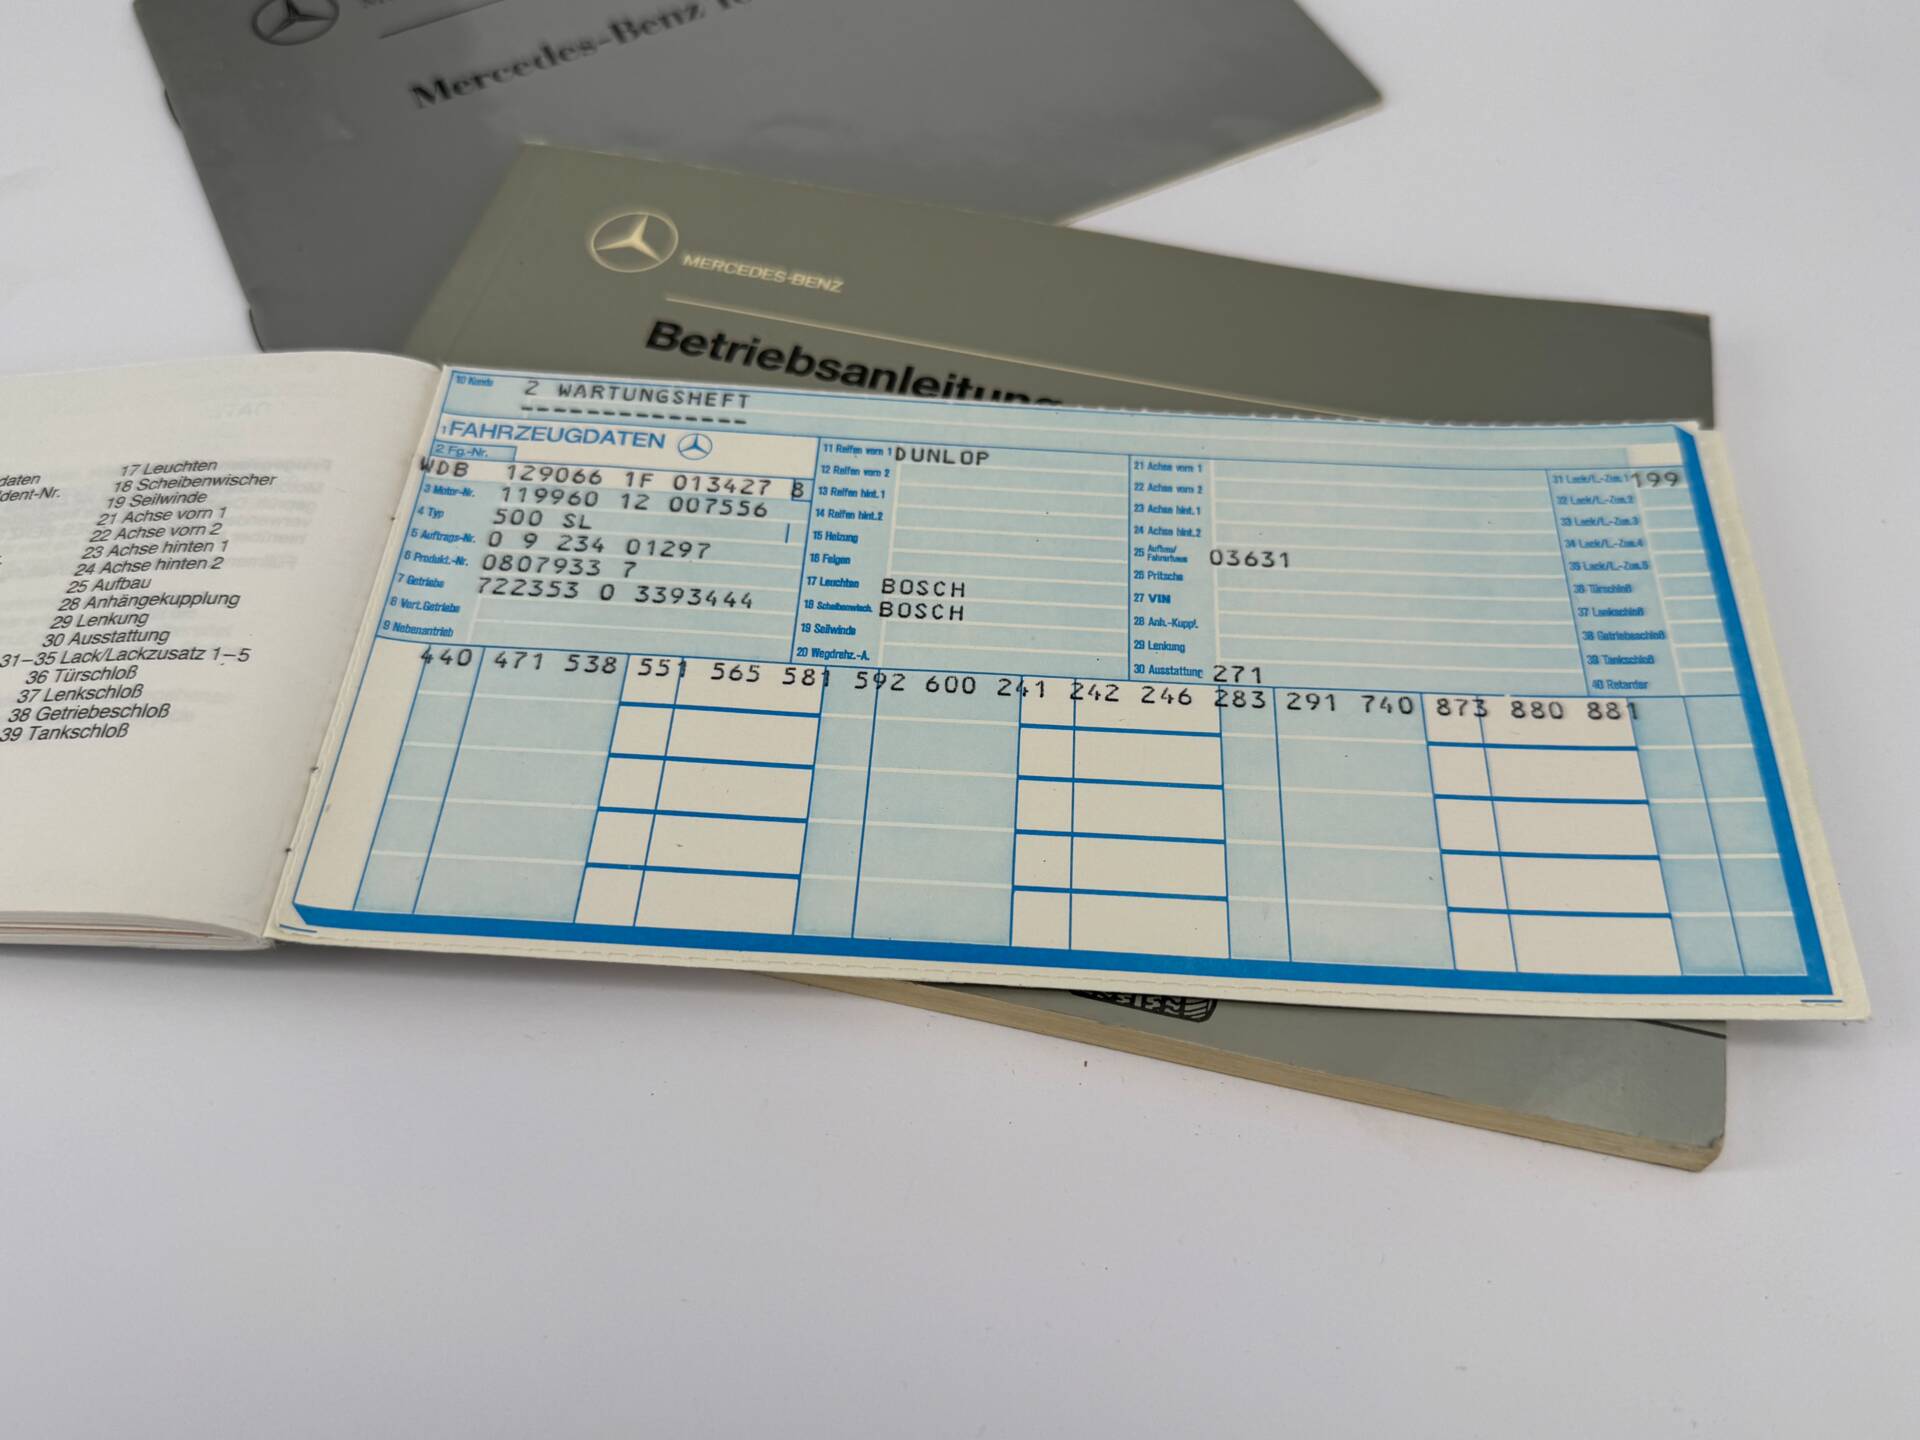 Mercedes-Benz
MERCEDES-BENZ
Betriebsanleitung
17 Leuchten
18 Scheibenwischer
19 Seilwinde
21 Achse vorn 1
22 Achse vorn 2
23 Achse hinten 1
24 Achse hinten 2
25 Aufbau
28 Anhängekupplung
29 Lenkung
30 Ausstattung
31–35 Lack/Lackzusatz 1–5
36 Türschloß
37 Lenkschloß
38 Getriebeschloß
39 Tankschloß
10 Kunde 2 WARTUNGSHEFT
1 FAHRZEUGDATEN
2 Fg.-Nr.
WDB 129066 1F 013427 8
3 Motor-Nr. 119960 12 007556
4 Typ 500 SL
5 Auftrags-Nr. 0 9 234 01297
6 Produkt.-Nr. 0807933 7
7 Getriebe 722353 0 3393444
8 Vert.Getriebe
9 Nebenantrieb
11 Reifen vorn 1 DUNLOP
12 Reifen vorn 2
13 Reifen hint.1
14 Reifen hint.2
15 Heizung
16 Felgen
17 Leuchten BOSCH
18 Scheibenwisch. BOSCH
19 Seilwinde
20 Wegdrehz.-A.
21 Achse vorn 1
22 Achse vorn 2
23 Achse hint.1
24 Achse hint.2
25 Aufbau/Fahrerhaus 03631
26 Pritsche
27 VIN
28 Anh.-Kuppl.
29 Lenkung
30 Ausstattung 271
31 Lack/L.-Zus.1 199
32 Lack/L.-Zus.2
33 Lack/L.-Zus.3
34 Lack/L.-Zus.4
35 Lack/L.-Zus.5
36 Türschloß
37 Lenkschloß
38 Getriebeschloß
39 Tankschloß
40 Retarder
440 471 538 551 565 581 592 600 241 242 246 283 291 740 873 880 881